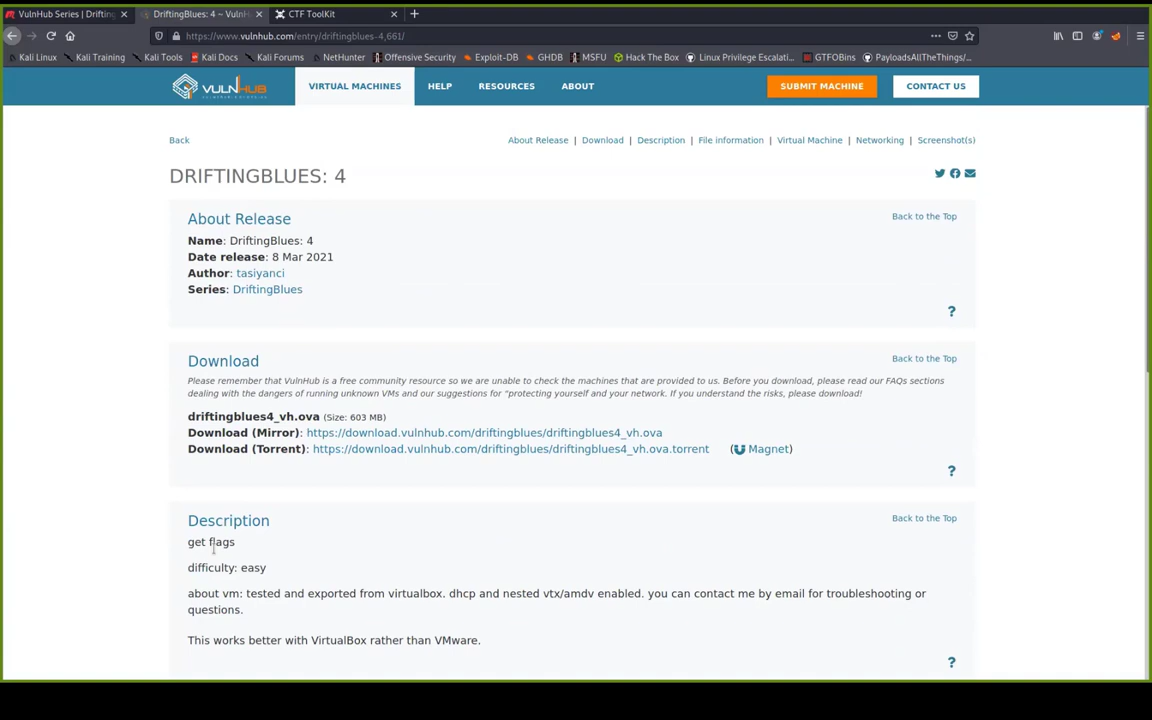 VulnHub Series | Drifting
DriftingBlues: 4 ~ VulnH
CTF ToolKit
https://www.vulnhub.com/entry/driftingblues-4,661/
Kali Linux
Kali Training
Kali Tools
Kali Docs
Kali Forums
NetHunter
Offensive Security
Exploit-DB
GHDB
MSFU
Hack The Box
Linux Privilege Escalati...
GTFOBins
PayloadsAllTheThings/...
VULNHUB
VIRTUAL MACHINES
HELP
RESOURCES
ABOUT
SUBMIT MACHINE
CONTACT US
Back
About Release | Download | Description | File information | Virtual Machine | Networking | Screenshot(s)
DRIFTINGBLUES: 4
About Release
Back to the Top
Name: DriftingBlues: 4
Date release: 8 Mar 2021
Author: tasiyanci
Series: DriftingBlues
?
Download
Back to the Top
Please remember that VulnHub is a free community resource so we are unable to check the machines that are provided to us. Before you download, please read our FAQs sections
dealing with the dangers of running unknown VMs and our suggestions for "protecting yourself and your network. If you understand the risks, please download!
driftingblues4_vh.ova (Size: 603 MB)
Download (Mirror): https://download.vulnhub.com/driftingblues/driftingblues4_vh.ova
Download (Torrent): https://download.vulnhub.com/driftingblues/driftingblues4_vh.ova.torrent (Magnet)
?
Description
Back to the Top
get flags
difficulty: easy
about vm: tested and exported from virtualbox. dhcp and nested vtx/amdv enabled. you can contact me by email for troubleshooting or
questions.
This works better with VirtualBox rather than VMware.
?